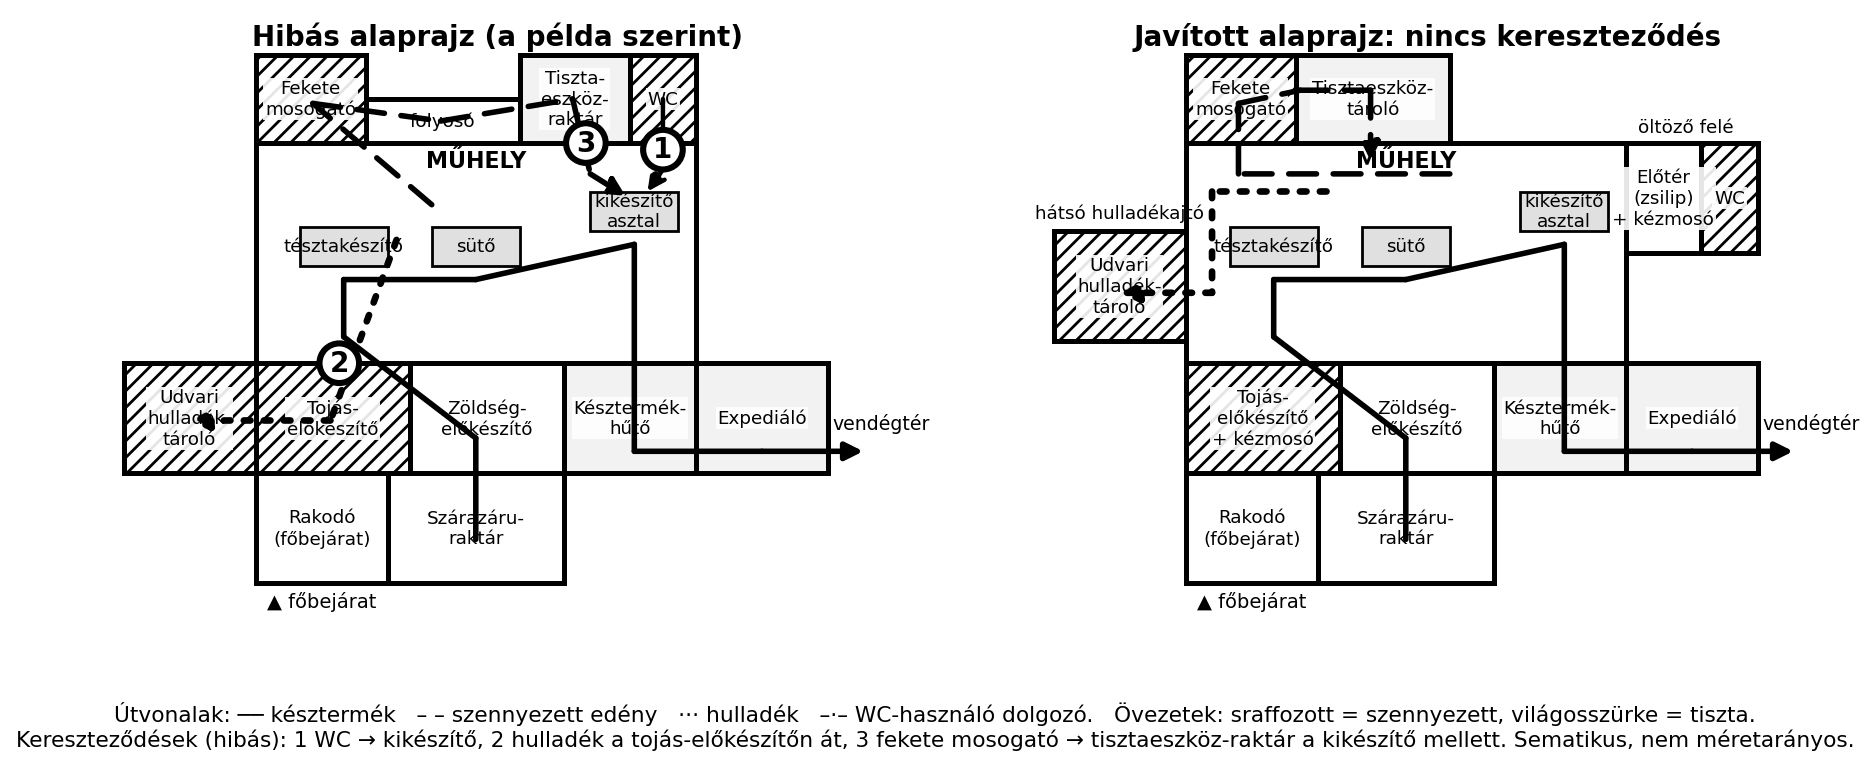 Hibás alaprajz (a példa szerint)
Fekete
mosogató
folyosó
Tiszta-
eszköz-
raktár
WC
3
1
MŰHELY
kikészítő
asztal
tésztakészítő
sütő
2
Udvari
hulladék-
tároló
Tojás-
előkészítő
Zöldség-
előkészítő
Késztermék-
hűtő
Expediáló
vendégtér
Rakodó
(főbejárat)
Szárazáru-
raktár
▲ főbejárat
Javított alaprajz: nincs kereszteződés
Fekete
mosogató
Tisztaeszköz-
tároló
öltöző felé
MŰHELY
Előtér
(zsilip)
+ kézmosó
WC
kikészítő
asztal
hátsó hulladékajtó
tésztakészítő
sütő
Udvari
hulladék-
tároló
Tojás-
előkészítő
+ kézmosó
Zöldség-
előkészítő
Késztermék-
hűtő
Expediáló
vendégtér
Rakodó
(főbejárat)
Szárazáru-
raktár
▲ főbejárat
Útvonalak: — késztermék – – szennyezett edény ··· hulladék –·– WC-használó dolgozó. Övezetek: sraffozott = szennyezett, világosszürke = tiszta.
Kereszteződések (hibás): 1 WC → kikészítő, 2 hulladék a tojás-előkészítőn át, 3 fekete mosogató → tisztaeszköz-raktár a kikészítő mellett. Sematikus, nem méretarányos.